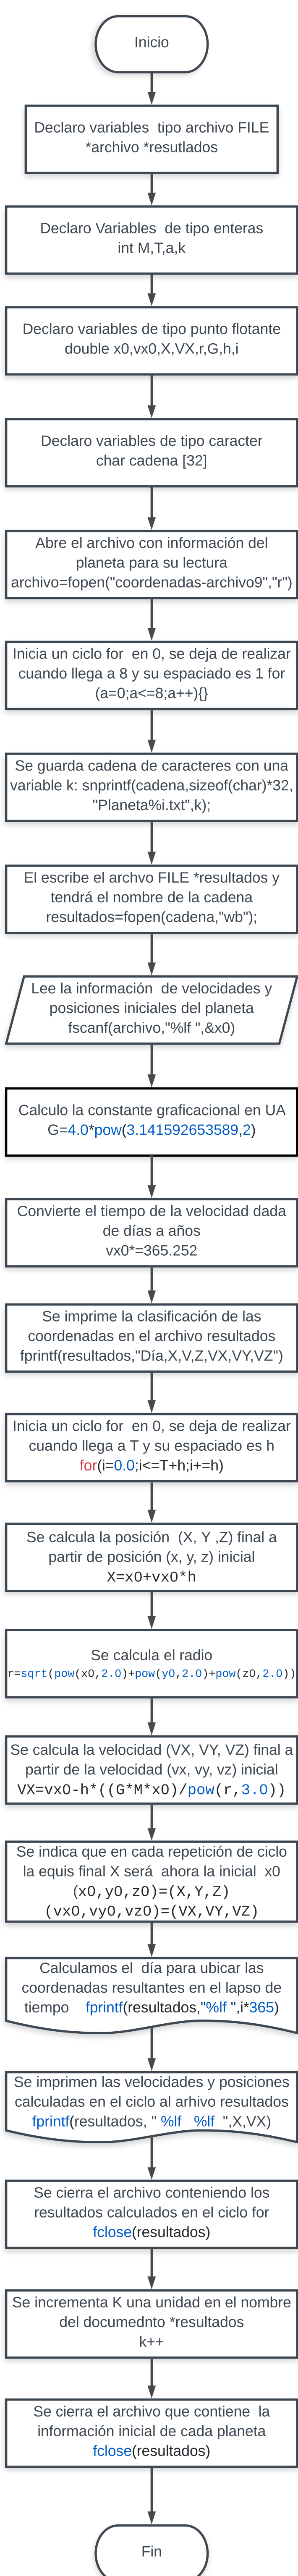 Inicio
Declaro variables  tipo archivo FILE
*archivo *resutlados
Declaro Variables  de tipo enteras
int M,T,a,k
Declaro variables de tipo punto flotante
double x0,vx0,X,VX,r,G,h,i
Declaro variables de tipo caracter
char cadena [32]
Abre el archivo con información del
planeta para su lectura
archivo=fopen("coordenadas-archivo9","r")
Inicia un ciclo for  en 0, se deja de realizar
cuando llega a 8 y su espaciado es 1 for
(a=0;a<=8;a++){}
Se guarda cadena de caracteres con una
variable k: snprintf(cadena,sizeof(char)*32,
"Planeta%i.txt",k);
El escribe el archvo FILE *resultados y
tendrá el nombre de la cadena
resultados=fopen(cadena,"wb");
Lee la información  de velocidades y
posiciones iniciales del planeta
fscanf(archivo,"%lf ",&x0)
Calculo la constante graficacional en UA
G=4.0*pow(3.141592653589,2)
Convierte el tiempo de la velocidad dada
de días a años
vx0*=365.252
Se imprime la clasificación de las
coordenadas en el archivo resultados
fprintf(resultados,"Día,X,V,Z,VX,VY,VZ")
Inicia un ciclo for  en 0, se deja de realizar
cuando llega a T y su espaciado es h
for(i=0.0;i<=T+h;i+=h)
Se calcula la posición  (X, Y ,Z) final a
partir de posición (x, y, z) inicial
X=x0+vx0*h
Se calcula el radio
r=sqrt(pow(x0,2.0)+pow(y0,2.0)+pow(z0,2.0))
Se calcula la velocidad (VX, VY, VZ) final a
partir de la velocidad (vx, vy, vz) inicial
VX=vx0-h*((G*M*x0)/pow(r,3.0))
Se indica que en cada repetición de ciclo
la equis final X será  ahora la inicial  x0
(x0,y0,z0)=(X,Y,Z)
(vx0,vy0,vz0)=(VX,VY,VZ)
Calculamos el  día para ubicar las
coordenadas resultantes en el lapso de
tiempo    fprintf(resultados,"%lf ",i*365)
Se imprimen las velocidades y posiciones
calculadas en el ciclo al arhivo resultados
fprintf(resultados, " %lf   %lf  ",X,VX)
Se cierra el archivo conteniendo los
resultados calculados en el ciclo for
fclose(resultados)
Se incrementa K una unidad en el nombre
del documednto *resultados
k++
Se cierra el archivo que contiene  la
información inicial de cada planeta
fclose(resultados)
Fin